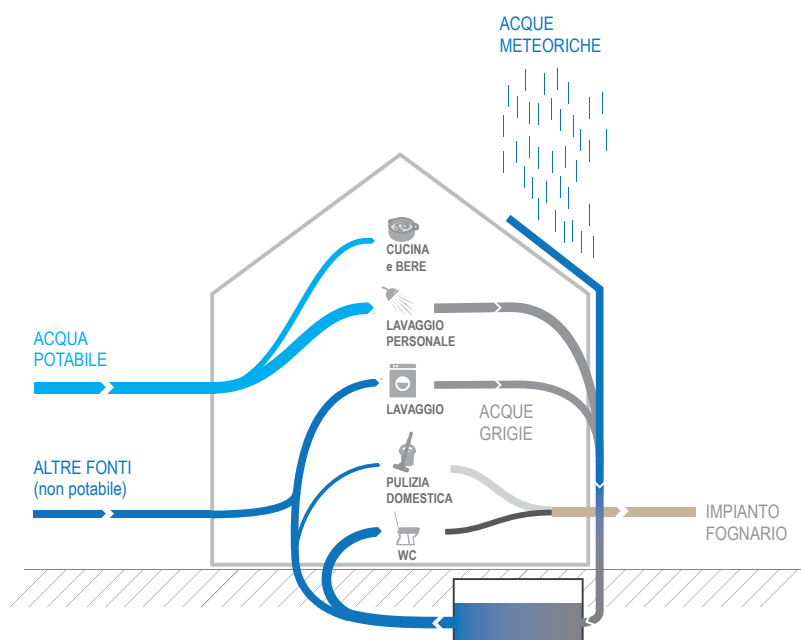 ACQUE
METEORICHE
CUCINA
e BERE
LAVAGGIO
PERSONALE
ACQUA
POTABILE
LAVAGGIO
ACQUE
GRIGIE
ALTRE FONTI
(non potabile)
PULIZIA
DOMESTICA
IMPIANTO
FOGNARIO
WC